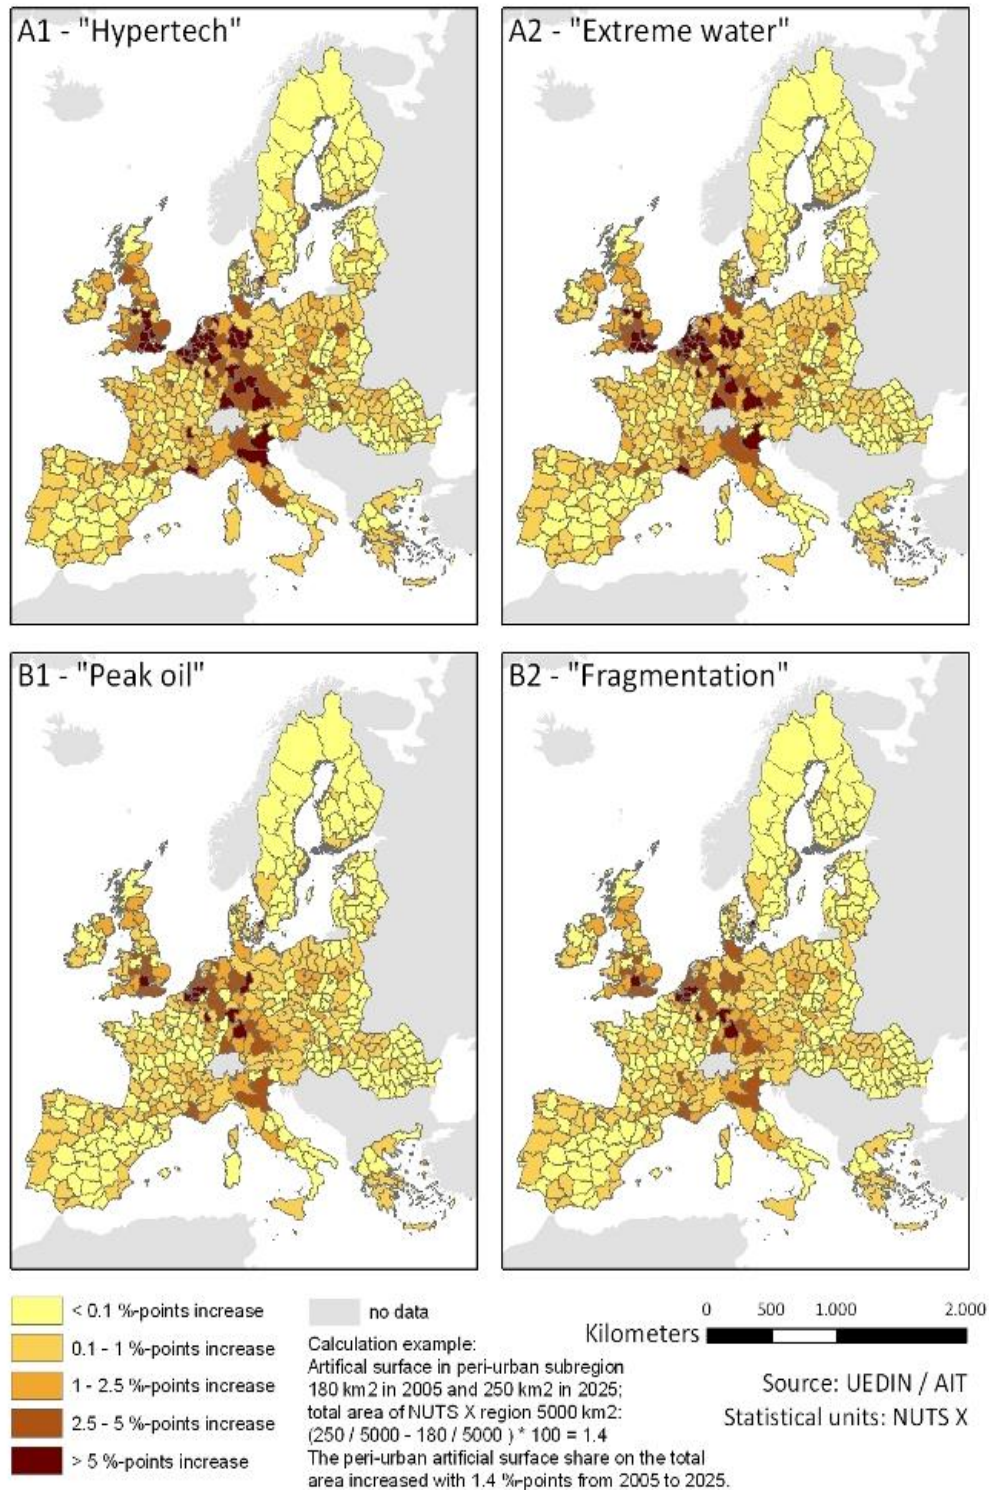 A1 - "Hypertech"
A2 - "Extreme water"
B1 - "Peak oil"
B2 - "Fragmentation"
< 0.1 %-points increase
0.1 - 1 %-points increase
1 - 2.5 %-points increase
2.5 - 5 %-points increase
> 5 %-points increase
no data
Calculation example:
Artifical surface in peri-urban subregion
180 km2 in 2005 and 250 km2 in 2025;
total area of NUTS X region 5000 km2:
(250 / 5000 - 180 / 5000 ) * 100 = 1.4
The peri-urban artificial surface share on the total
area increased with 1.4 %-points from 2005 to 2025.
0 500 1.000 2.000
Kilometers
Source: UEDIN / AIT
Statistical units: NUTS X